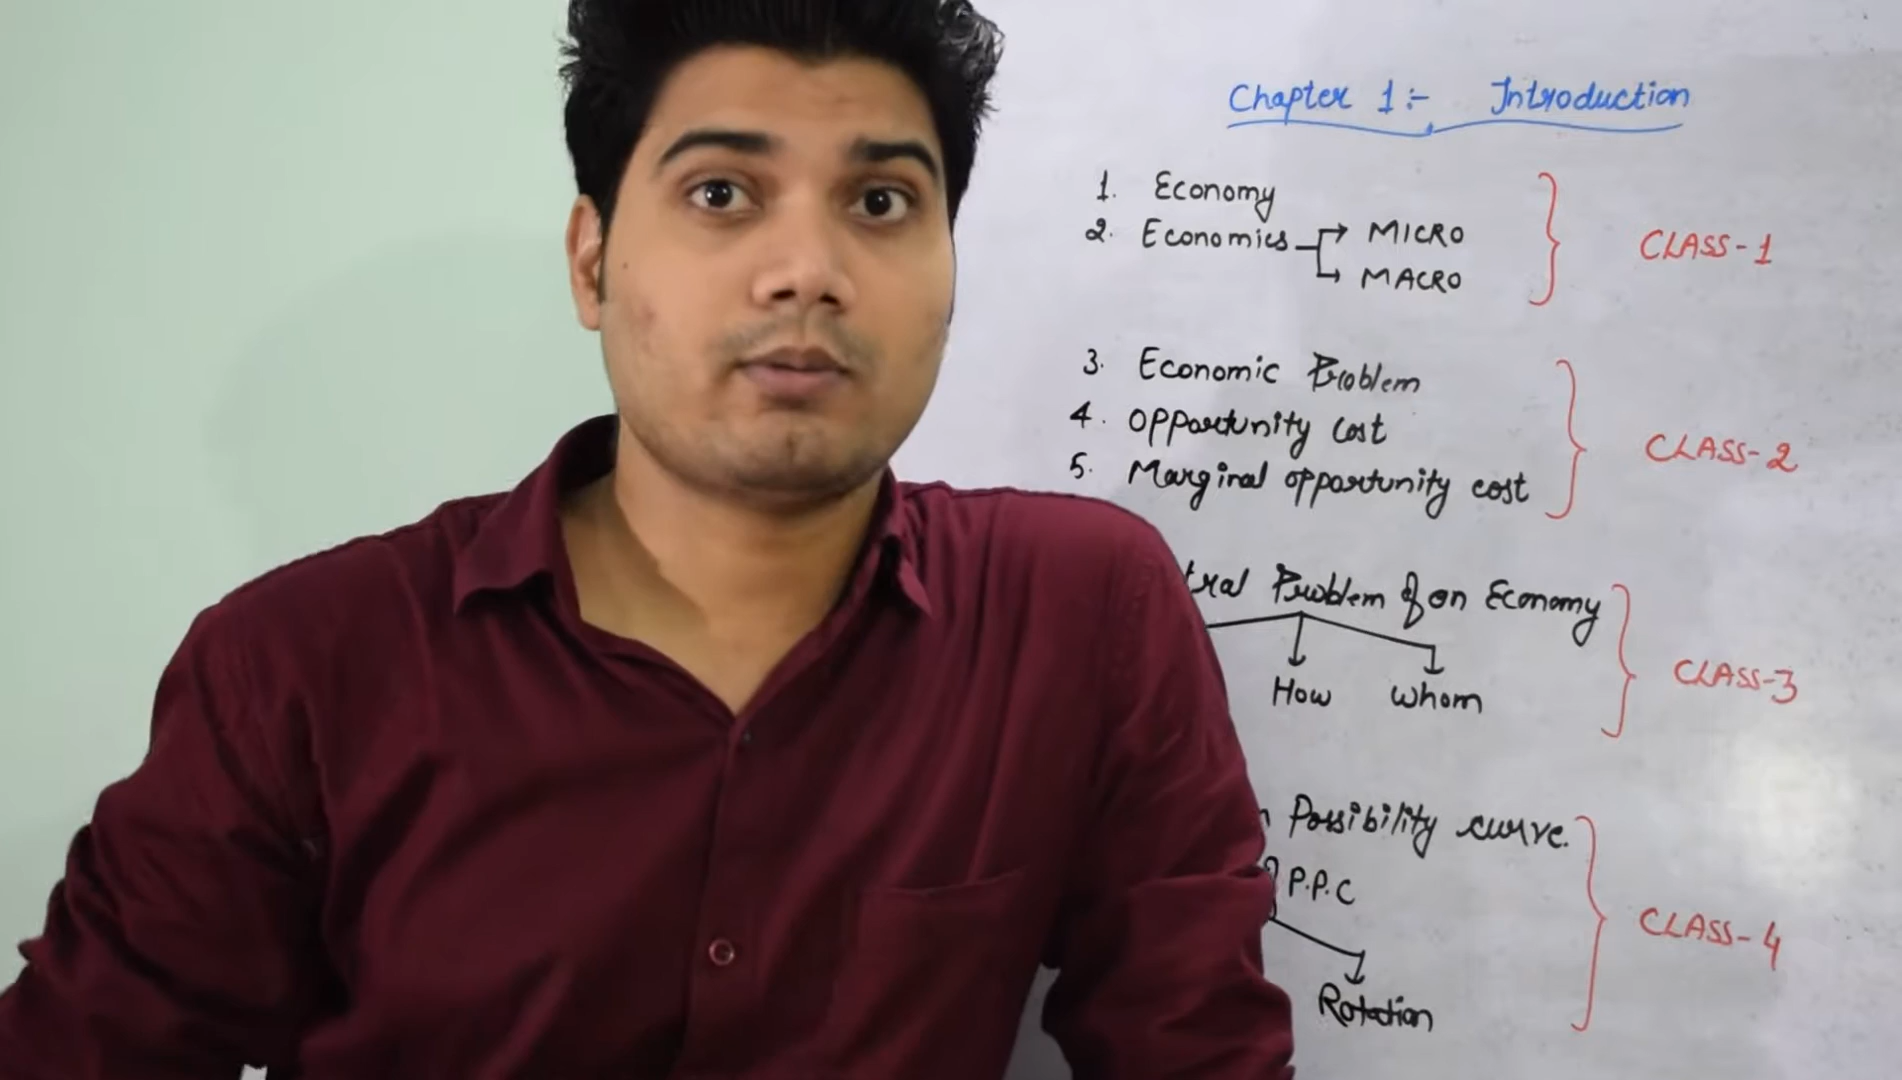 Chapter 1:- Introduction
1. Economy
2. Economics → MICRO
→ MACRO
CLASS-1
3. Economic Problem
4. Opportunity cost
5. Marginal opportunity cost
CLASS-2
Problem of an Economy
How whom
CLASS-3
Possibility curve.
P.P.C
Rotation
CLASS-4